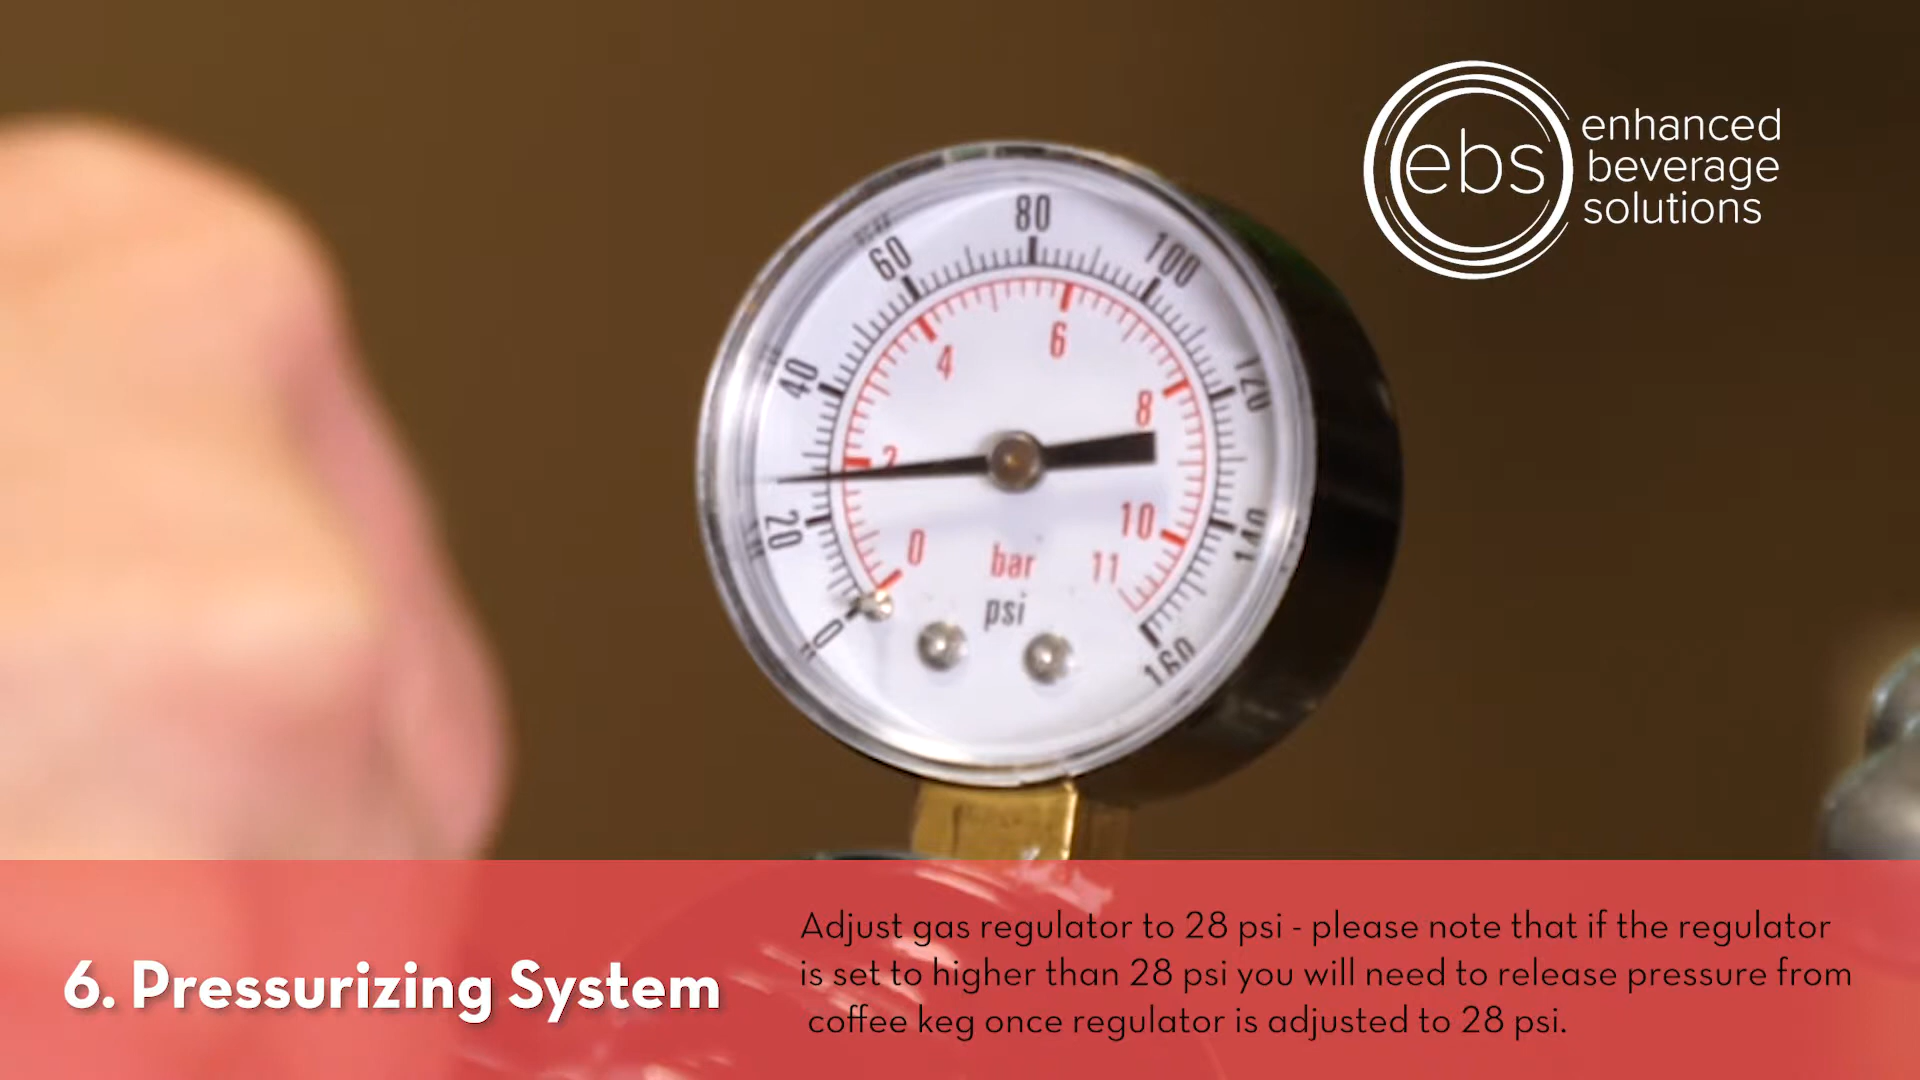 ebs
enhanced
beverage
solutions
80
60
100
40
120
20
140
0
160
4
6
2
8
0
10
11
bar
psi
6. Pressurizing System
Adjust gas regulator to 28 psi - please note that if the regulator
is set to higher than 28 psi you will need to release pressure from
coffee keg once regulator is adjusted to 28 psi.